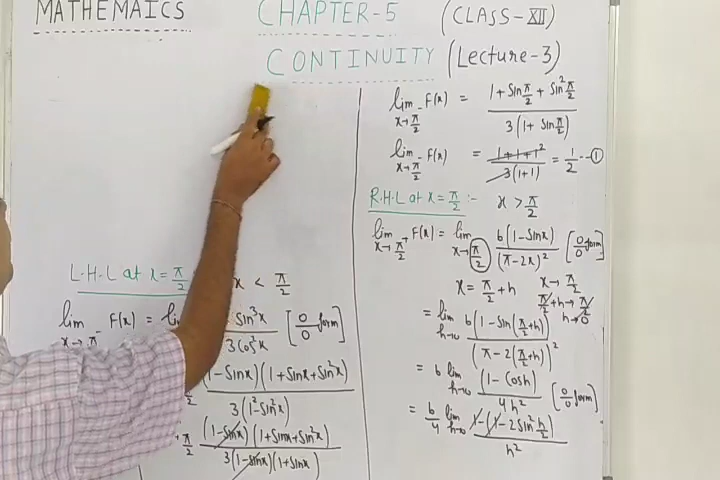 MATHEMAICS CHAPTER-5 (CLASS-XII)
CONTINUITY (Lecture-3)
L.H.L at x = π/2 x < π/2
lim x→π⁻ F(x) = sin³x / 3cos²x [0/0 form]
(1-sinx)(1+sinx+sin²x) / 3(1²-sin²x)
π/2 (1-sinx)(1+sinx+sin²x) / 3(1-sinx)(1+sinx)
lim x→π/2⁻ F(x) = (1+sin π/2 + sin² π/2) / 3(1+sin π/2)
lim x→π/2⁻ F(x) = (1+1+1²) / 3(1+1) = 1/2 --①
R.H.L at x = π/2 :- x > π/2
lim x→π/2⁺ F(x) = lim x→π/2 b(1-sinx) / (π-2x)² [0/0 form]
x = π/2 + h x→π/2
π/2 + h → π/2
h→0
= lim h→0 b(1-sin(π/2+h)) / (π-2(π/2+h))²
= b lim h→0 (1-cosh) / 4h² [0/0 form]
= b/4 lim h→0 1-(1-2sin² h/2) / h²